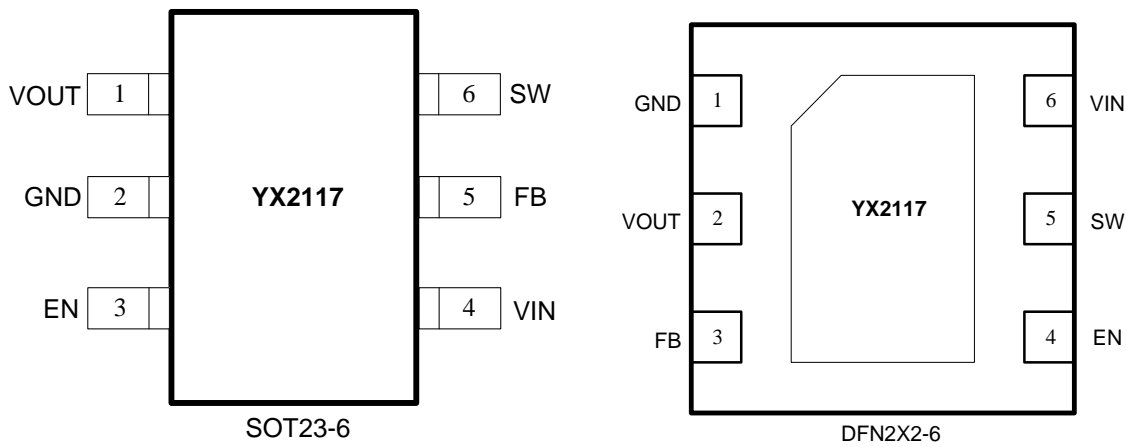 VOUT 1 6 SW
GND 2 YX2117 5 FB
EN 3 4 VIN
SOT23-6
GND 1 6 VIN
VOUT 2 YX2117 5 SW
FB 3 4 EN
DFN2X2-6